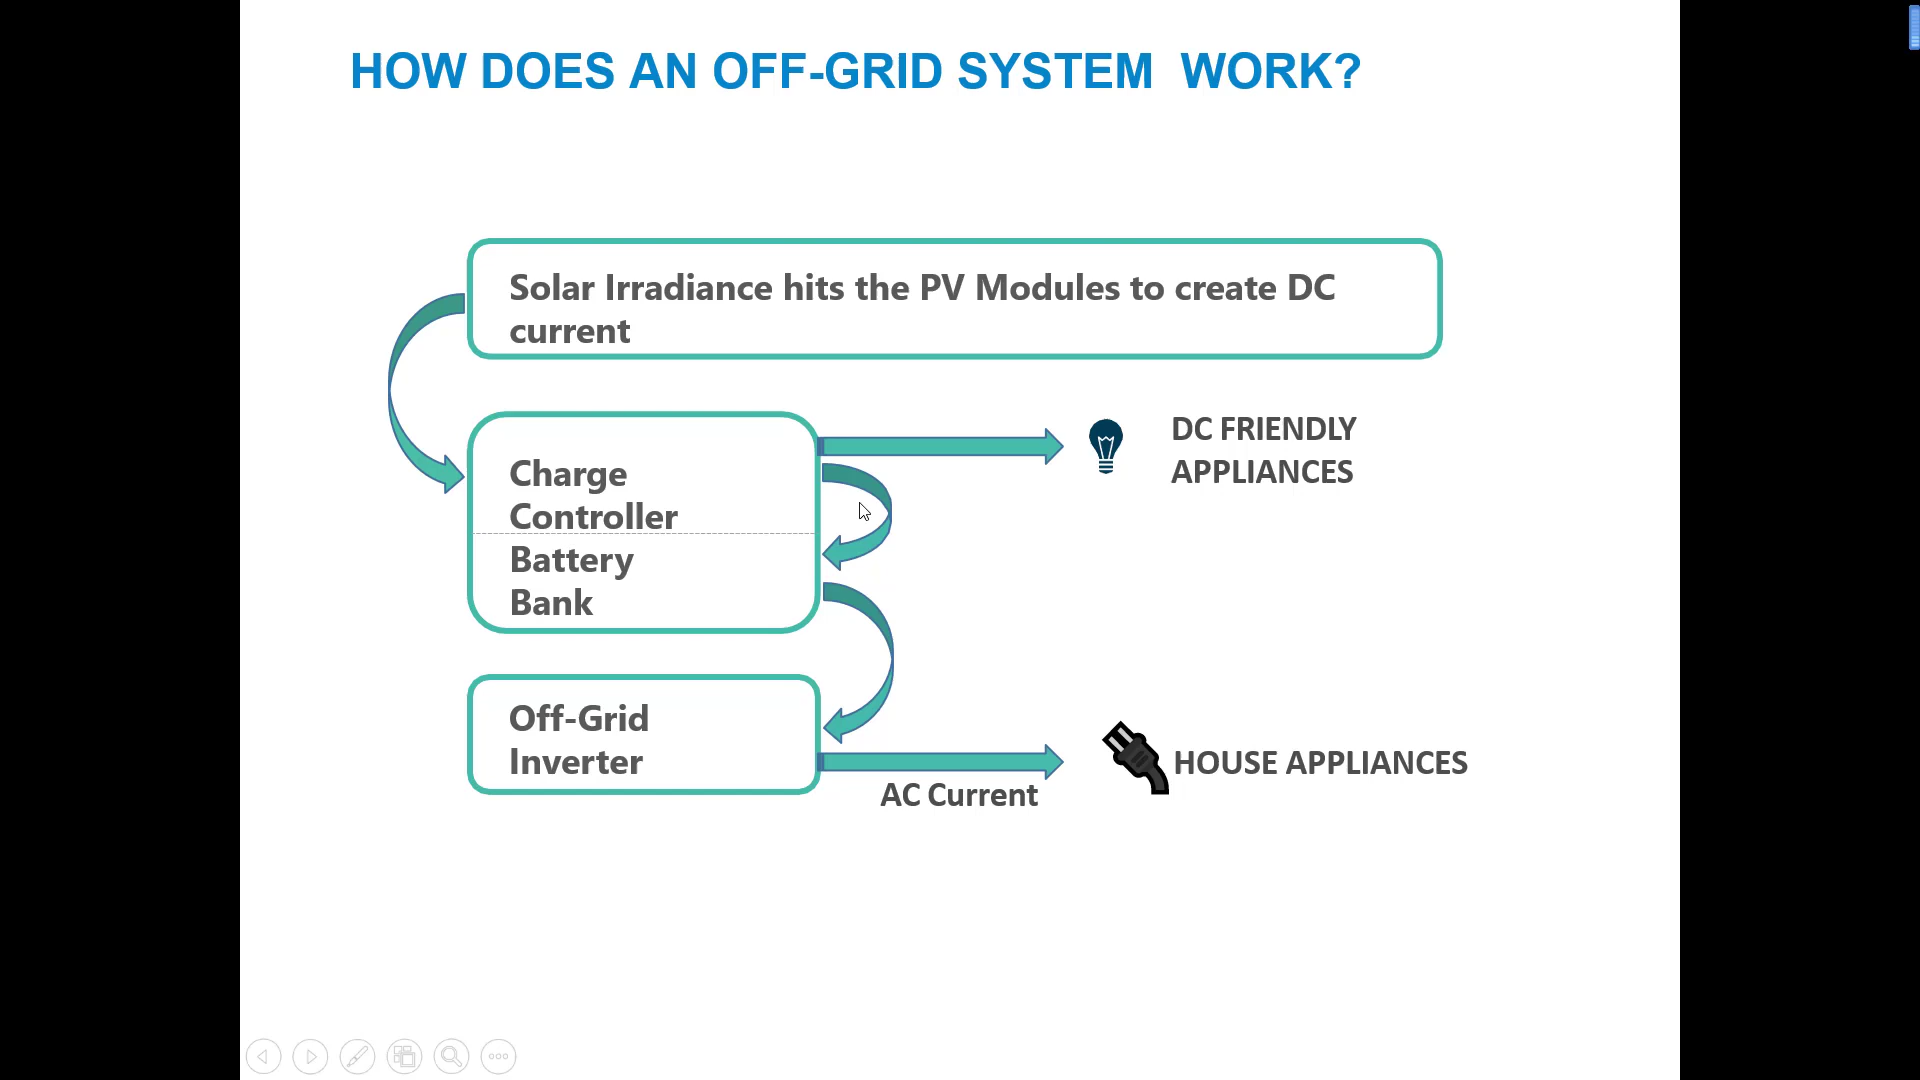 HOW DOES AN OFF-GRID SYSTEM  WORK?
Solar Irradiance hits the PV Modules to create DC
current
DC FRIENDLY
APPLIANCES
Charge
Controller
Battery
Bank
Off-Grid
Inverter
HOUSE APPLIANCES
AC Current